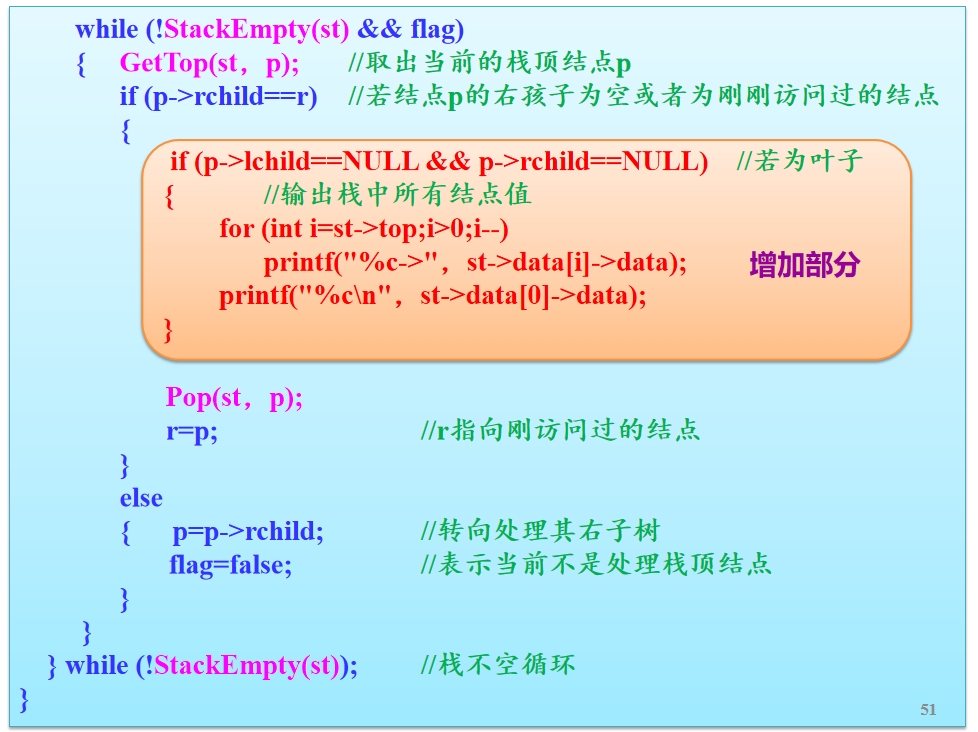 while (!StackEmpty(st) && flag)
{ GetTop(st，p); //取出当前的栈顶结点p
if (p->rchild==r) //若结点p的右孩子为空或者为刚刚访问过的结点
{
if (p->lchild==NULL && p->rchild==NULL) //若为叶子
{ //输出栈中所有结点值
for (int i=st->top;i>0;i--)
printf("%c->"，st->data[i]->data);
增加部分
printf("%c\n"，st->data[0]->data);
}
Pop(st，p);
r=p; //r指向刚访问过的结点
}
else
{ p=p->rchild; //转向处理其右子树
flag=false; //表示当前不是处理栈顶结点
}
}
} while (!StackEmpty(st)); //栈不空循环
}
51